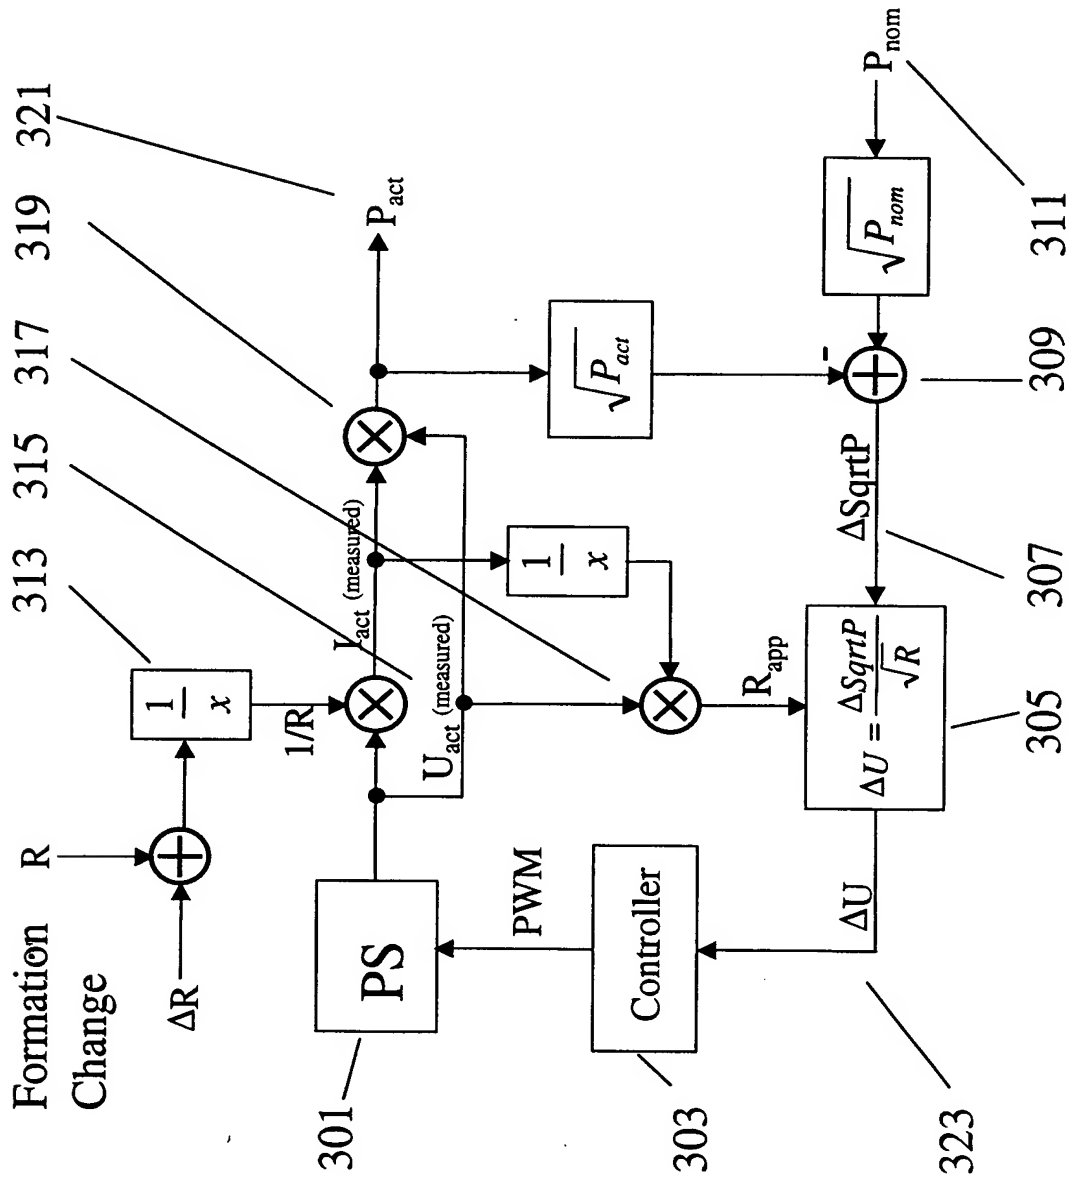 Formation
Change
R
ΔR
1
x
1/R
313
315
317
319
321
PS
301
U_act (measured)
I_act (measured)
P_act
1
x
√P_act
PWM
Controller
303
R_app
ΔU = ΔSqrtP / √R
305
ΔU
323
ΔSqrtP
307
-
309
√P_nom
P_nom
311